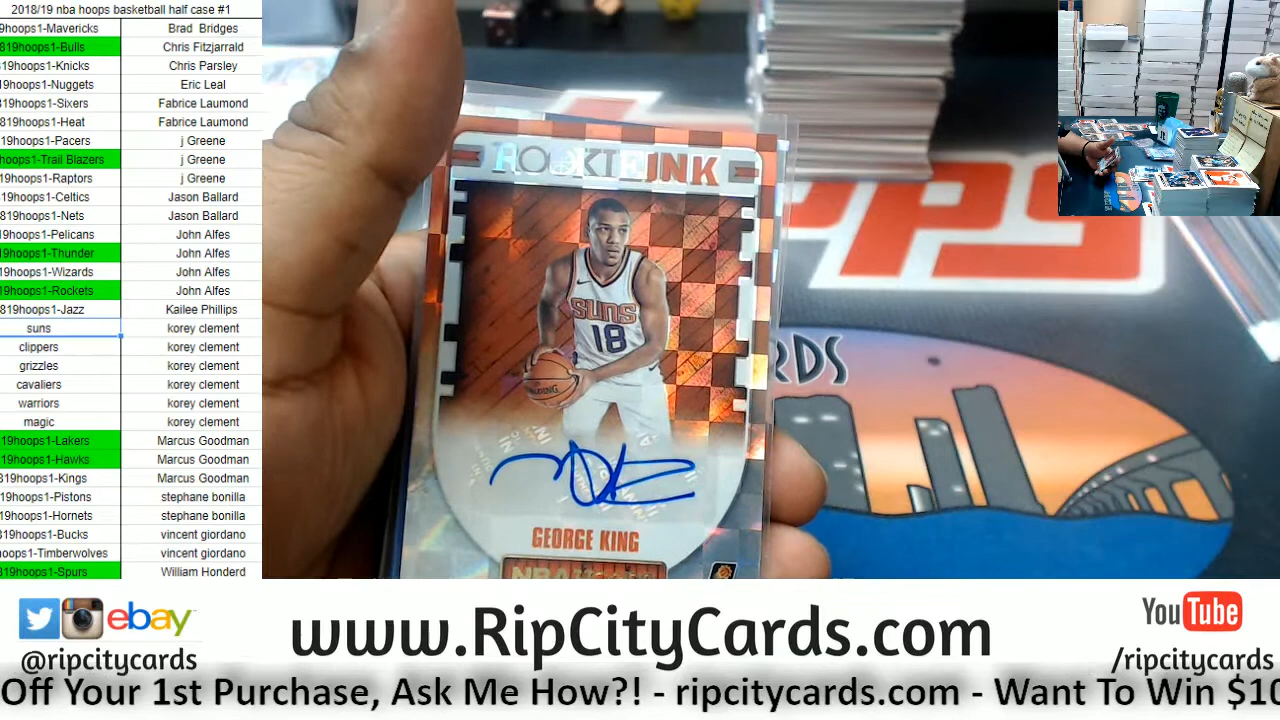 2018/19 nba hoops basketball half case #1
9hoops1-Mavericks Brad Bridges
819hoops1-Bulls Chris Fitzjarrald
19hoops1-Knicks Chris Parsley
19hoops1-Nuggets Eric Leal
19hoops1-Sixers Fabrice Laumond
819hoops1-Heat Fabrice Laumond
19hoops1-Pacers j Greene
hoops1-Trail Blazers j Greene
19hoops1-Raptors j Greene
19hoops1-Celtics Jason Ballard
819hoops1-Nets Jason Ballard
19hoops1-Pelicans John Alfes
19hoops1-Thunder John Alfes
19hoops1-Wizards John Alfes
19hoops1-Rockets John Alfes
819hoops1-Jazz Kailee Phillips
suns korey clement
clippers korey clement
grizzles korey clement
cavaliers korey clement
warriors korey clement
magic korey clement
19hoops1-Lakers Marcus Goodman
19hoops1-Hawks Marcus Goodman
819hoops1-Kings Marcus Goodman
19hoops1-Pistons stephane bonilla
19hoops1-Hornets stephane bonilla
819hoops1-Bucks vincent giordano
hoops1-Timberwolves vincent giordano
819hoops1-Spurs William Honderd
ROOKIE INK
SUNS
18
SPALDING
GEORGE KING
NBA HOOPS
RDS
ebay
@ripcitycards
www.RipCityCards.com
YouTube
/ripcitycards
Off Your 1st Purchase, Ask Me How?! - ripcitycards.com - Want To Win $10